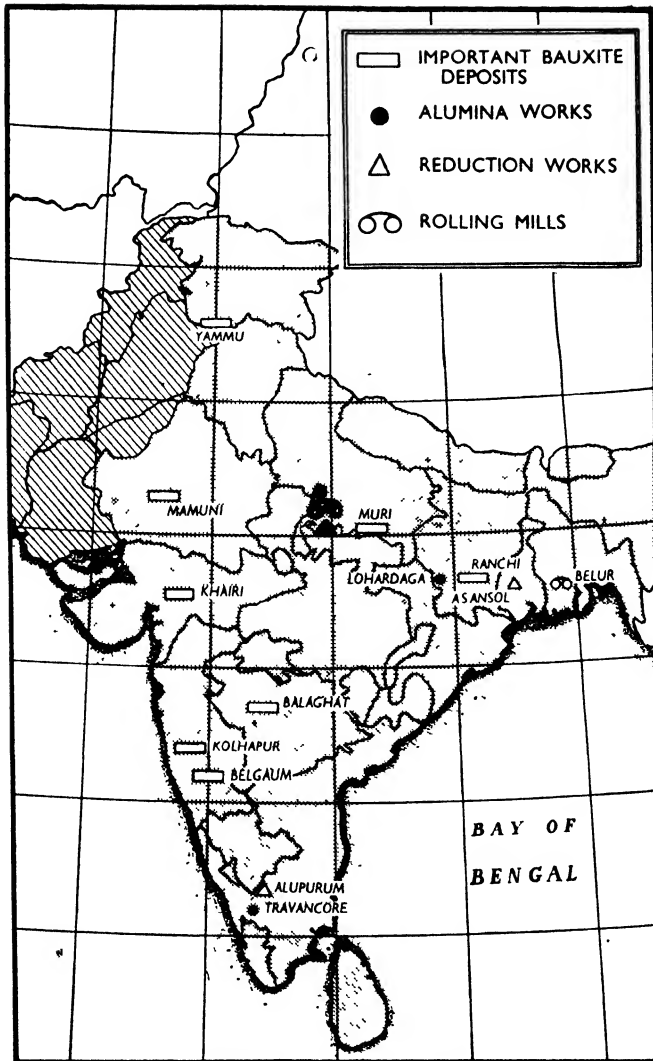 IMPORTANT BAUXITE
DEPOSITS
ALUMINA WORKS
REDUCTION WORKS
ROLLING MILLS
YAMMU
MAMUNI
MURI
KHAIRI
LOHARDAGA
RANCHI
ASANSOL
BELUR
BALAGHAT
KOLHAPUR
BELGAUM
BAY OF
BENGAL
ALUPURUM
TRAVANCORE